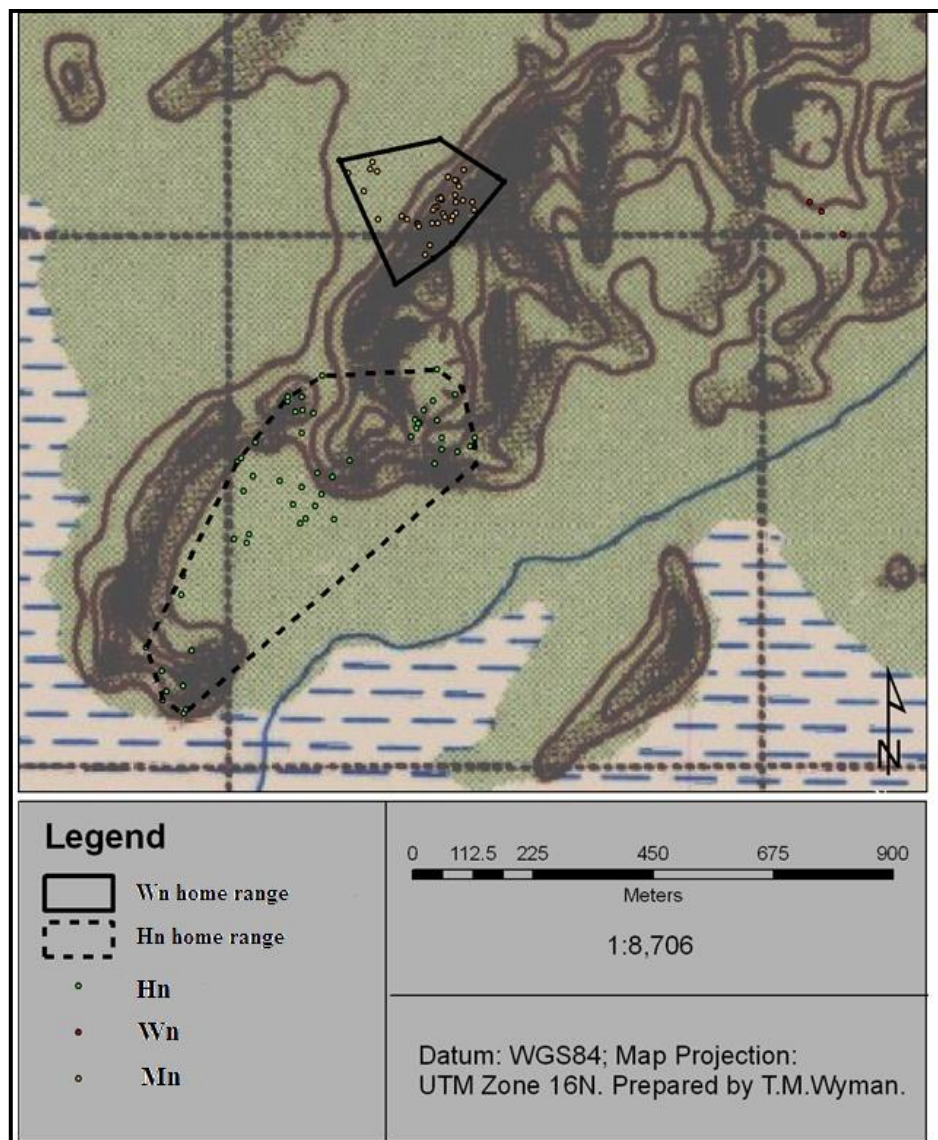 N
Legend
Wn home range
Hn home range
Hn
Wn
Mn
0 112.5 225 450 675 900
Meters
1:8,706
Datum: WGS84; Map Projection:
UTM Zone 16N. Prepared by T.M.Wyman.